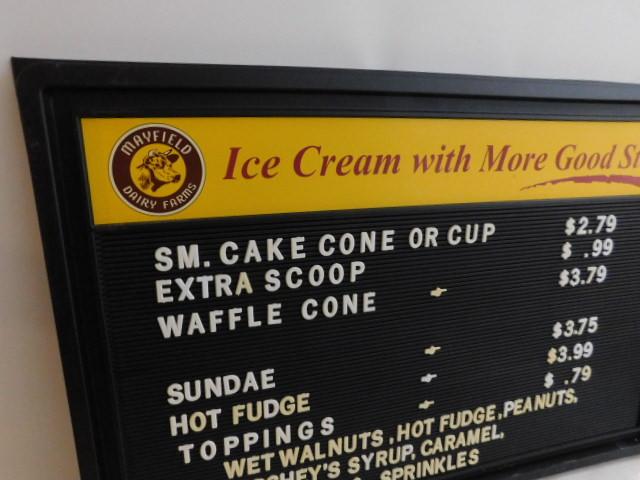 MAYFIELD
DAIRY FARMS
Ice Cream with More Good
SM. CAKE CONE OR CUP $2.79
EXTRA SCOOP $ .99
WAFFLE CONE $3.79
SUNDAE $3.75
HOT FUDGE $3.99
TOPPINGS $ .79
WET WALNUTS, HOT FUDGE, PEANUTS,
SYRUP, CARAMEL,
SPRINKLES